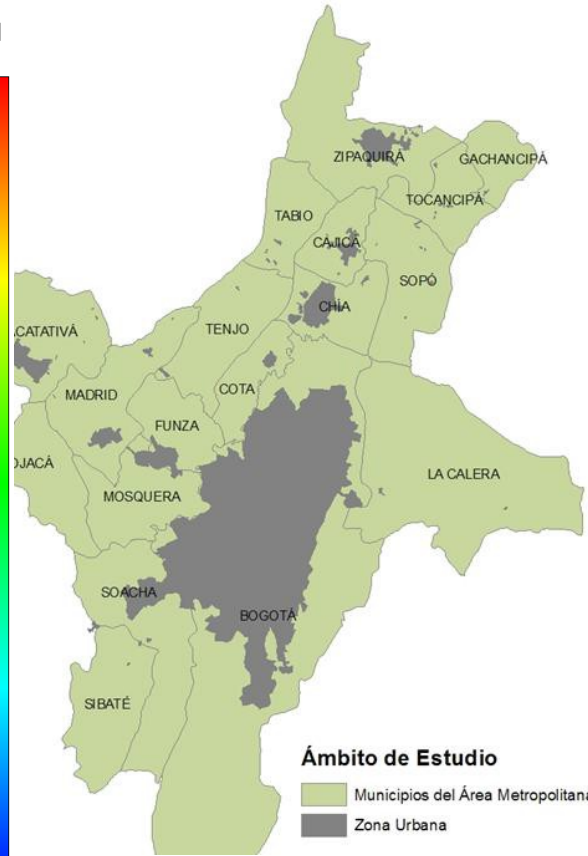 ZIPAQUIRÁ
GACHANCIPÁ
TOCANCIPÁ
TABIO
CAJICÁ
SOPÓ
CHÍA
ACATATIVÁ
TENJO
COTA
MADRID
FUNZA
OJACÁ
LA CALERA
MOSQUERA
SOACHA
BOGOTÁ
SIBATÉ
Ámbito de Estudio
Municipios del Área Metropolitana
Zona Urbana